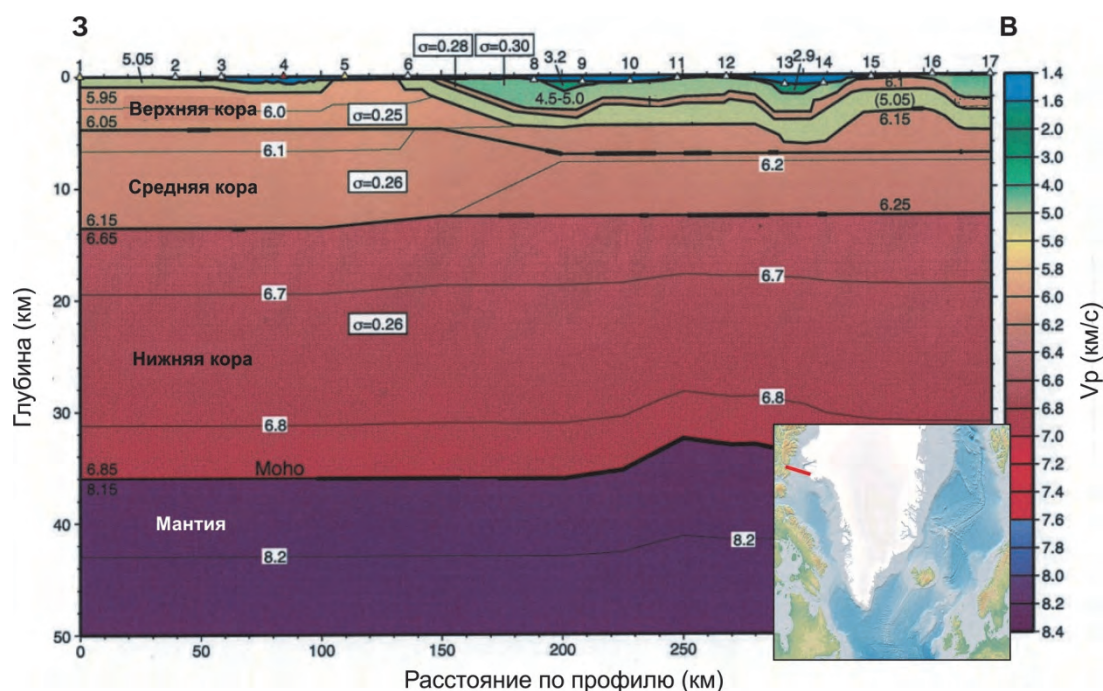 З В
σ=0.28 σ=0.30
5.05 3.2 2.9
1 2 3 4 5 6 8 9 10 11 13 14 15 16 17
0
5.95 Верхняя кора 6.0 σ=0.25 4.5-5.0 6.1
(5.05)
6.05 6.15
6.1 6.2
10 Средняя кора σ=0.26
6.15 6.25
6.65
6.7 6.7
20
σ=0.26
Нижняя кора
30
6.8 6.8
6.85 Moho
8.15
40 Мантия
8.2 8.2
50
0 50 100 150 200 250
Глубина (км)
Расстояние по профилю (км)
1.4
1.6
2.0
3.0
4.0
5.0
5.6
5.8
6.0
6.2
6.4
6.6
6.8
7.0
7.2
7.4
7.6
7.8
8.0
8.2
8.4
Vp (км/с)